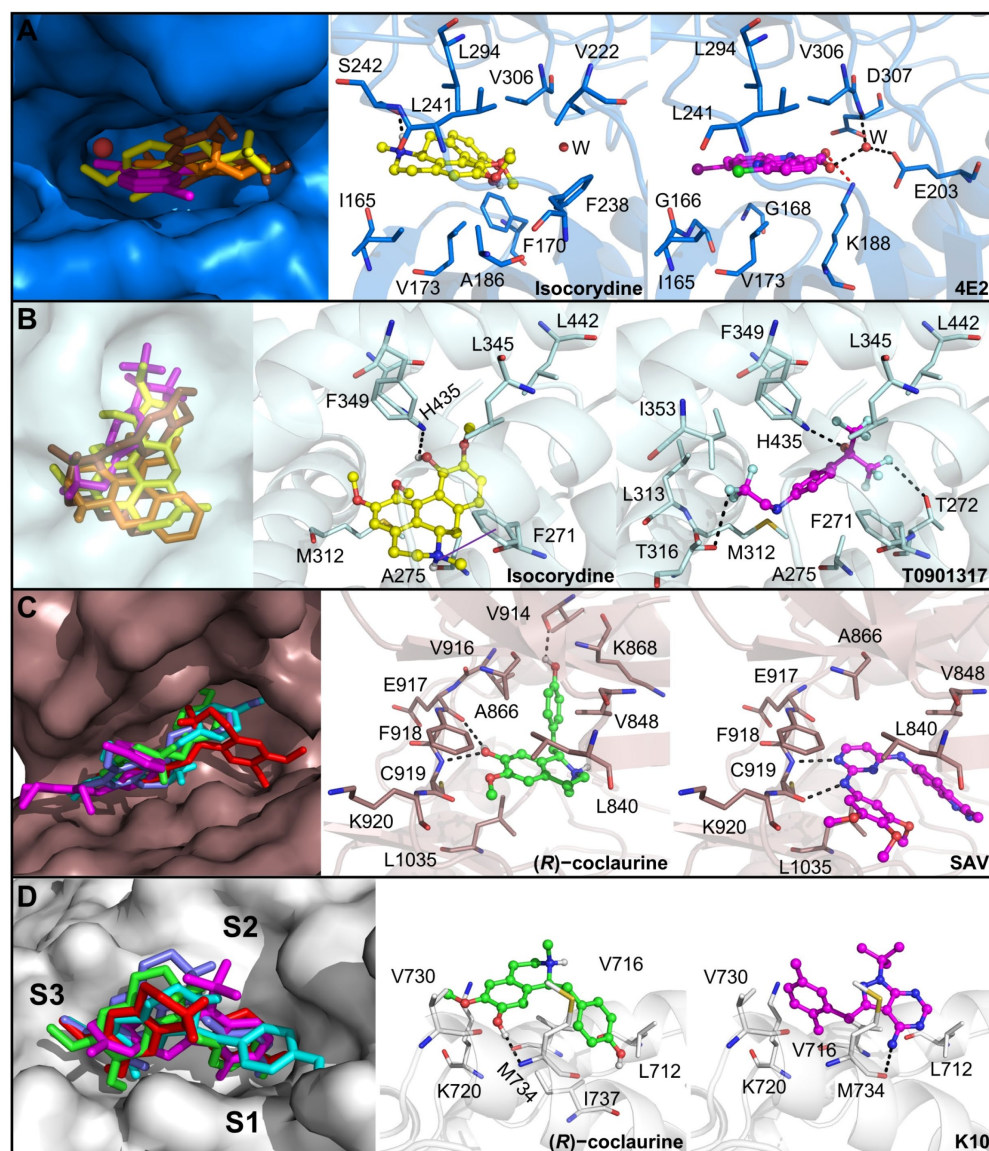 A
S242
L294
V306
V222
L241
W
I165
F238
F170
V173
A186
Isocorydine
L294
V306
D307
L241
W
E203
G166
G168
K188
I165
V173
4E2
B
L442
L345
F349
H435
F271
M312
A275
Isocorydine
F349
L442
L345
I353
H435
L313
T272
F271
T316
M312
A275
T0901317
C
V914
V916
K868
E917
A866
V848
F918
C919
L840
K920
L1035
(R)−coclaurine
A866
E917
V848
F918
L840
C919
K920
L1035
SAV
D
S2
S3
S1
V730
V716
K720
M734
L712
I737
(R)−coclaurine
V730
V716
K720
M734
L712
K10